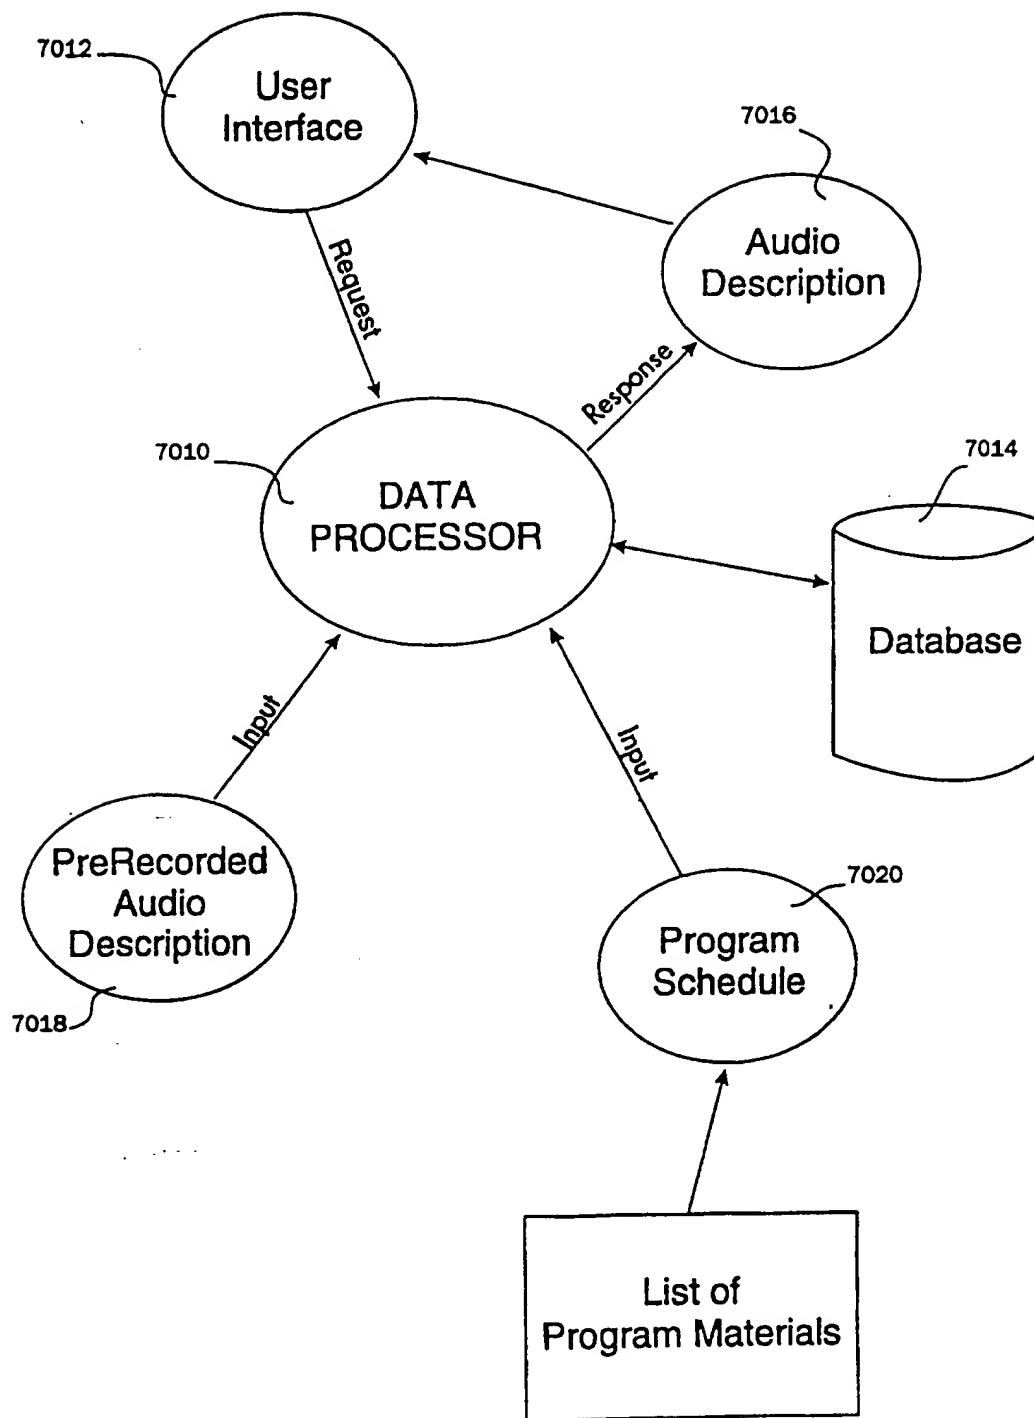 7012
User
Interface
7016
Audio
Description
Request
Response
7010
DATA
PROCESSOR
7014
Database
Input
Input
PreRecorded
Audio
Description
7018
7020
Program
Schedule
List of
Program Materials